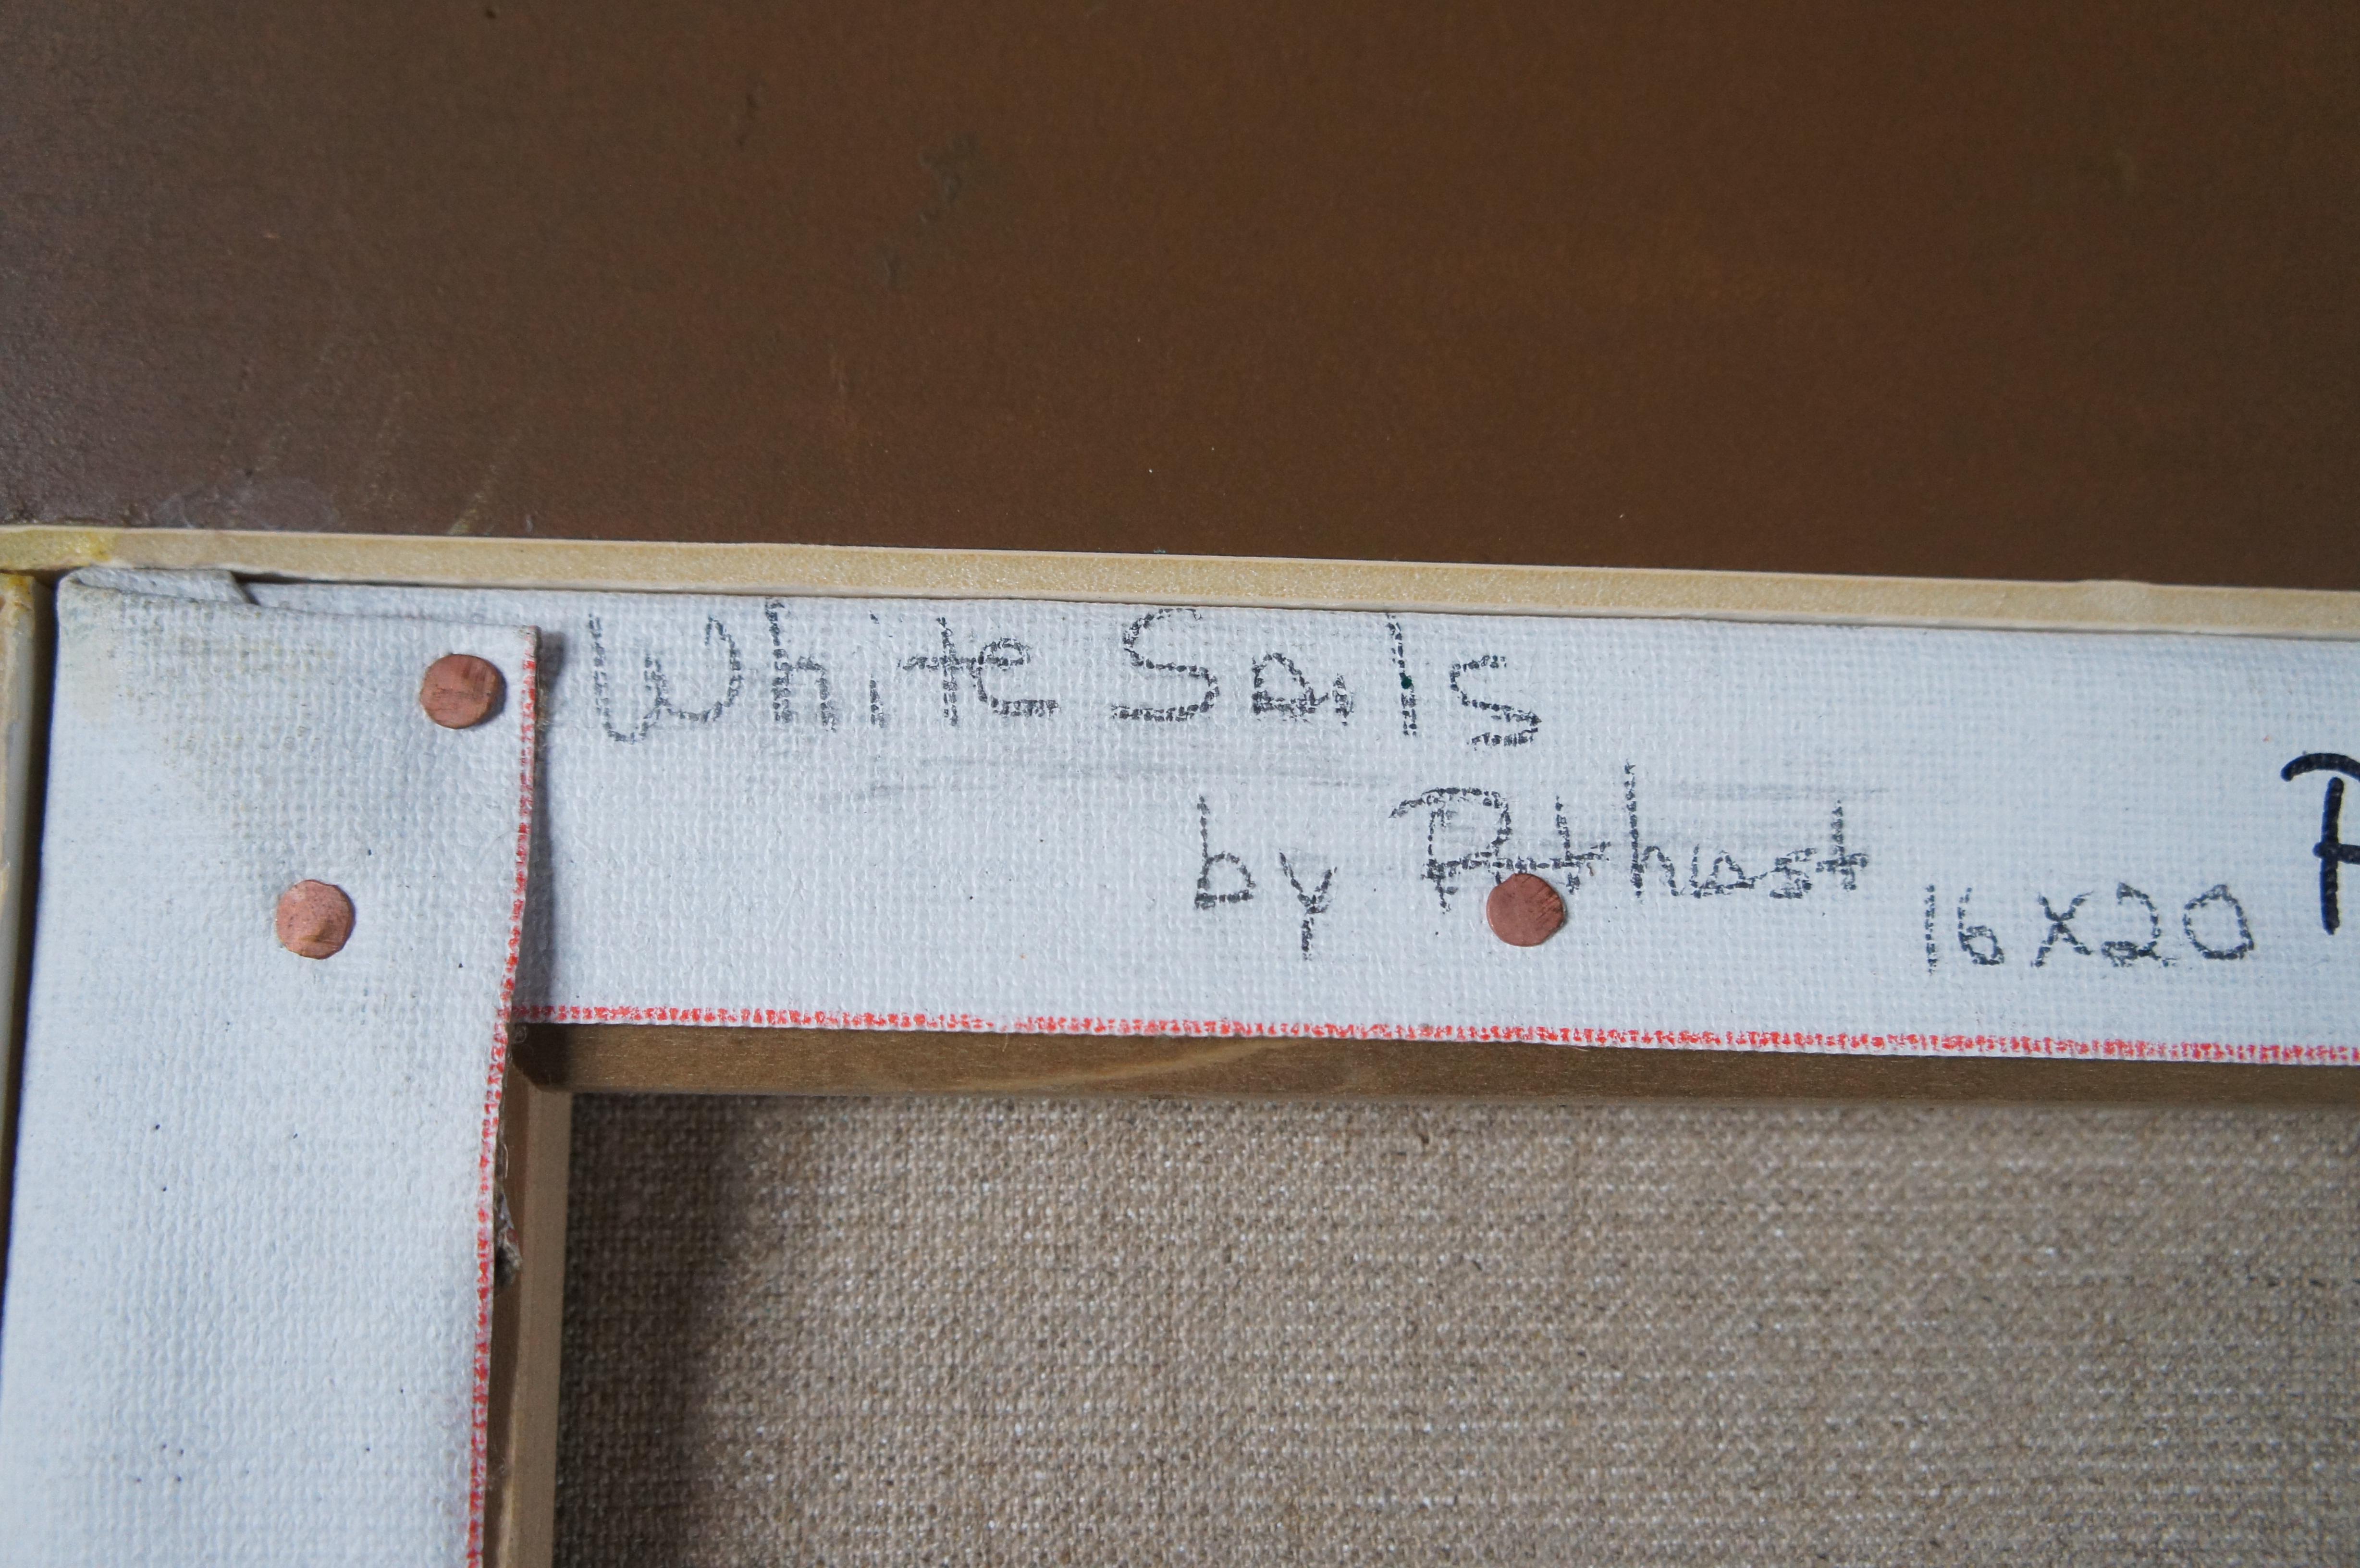 White Sails
by Pothast
16x20
P